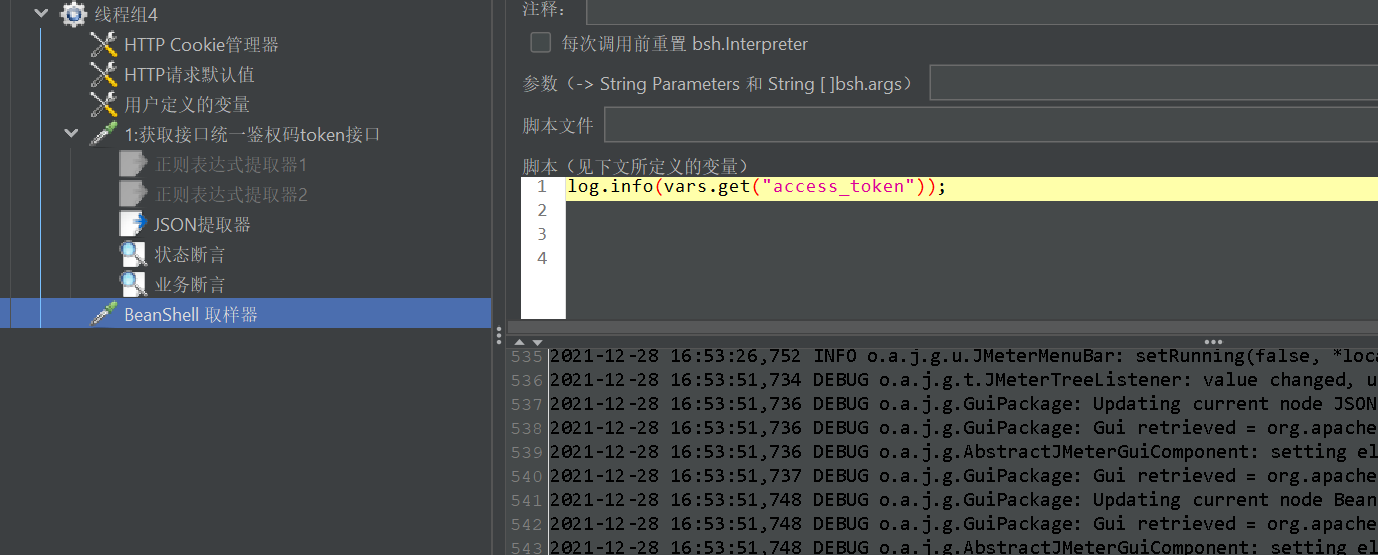 线程组4
HTTP Cookie管理器
HTTP请求默认值
用户定义的变量
1:获取接口统一鉴权码token接口
正则表达式提取器1
正则表达式提取器2
JSON提取器
状态断言
业务断言
BeanShell 取样器
注释：
每次调用前重置 bsh.Interpreter
参数（-> String Parameters 和 String [ ]bsh.args）
脚本文件
脚本（见下文所定义的变量）
1 log.info(vars.get("access_token"));
2
3
4
535 2021-12-28 16:53:26,752 INFO o.a.j.g.u.JMeterMenuBar: setRunning(false, *loca
536 2021-12-28 16:53:51,734 DEBUG o.a.j.g.t.JMeterTreeListener: value changed, u
537 2021-12-28 16:53:51,736 DEBUG o.a.j.g.GuiPackage: Updating current node JSON
538 2021-12-28 16:53:51,736 DEBUG o.a.j.g.GuiPackage: Gui retrieved = org.apache
539 2021-12-28 16:53:51,736 DEBUG o.a.j.g.AbstractJMeterGuiComponent: setting el
540 2021-12-28 16:53:51,737 DEBUG o.a.j.g.GuiPackage: Gui retrieved = org.apache
541 2021-12-28 16:53:51,748 DEBUG o.a.j.g.GuiPackage: Updating current node Bean
542 2021-12-28 16:53:51,748 DEBUG o.a.j.g.GuiPackage: Gui retrieved = org.apache
543 2021-12-28 16:53:51,748 DEBUG o.a.j.g.AbstractJMeterGuiComponent: setting el